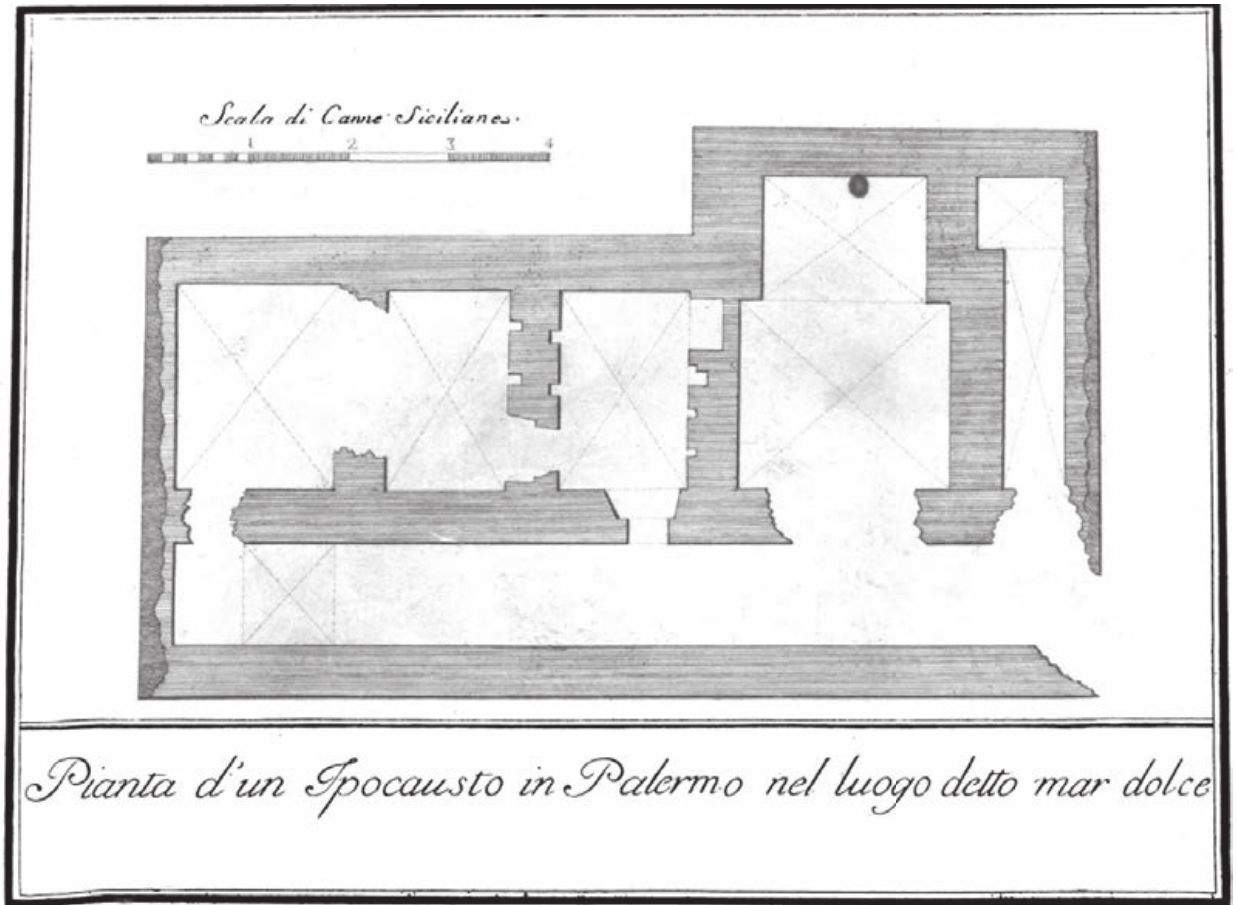 Scala di Canne Siciliane.
1 2 3 4
Pianta d'un Ipocausto in Palermo nel luogo detto mar dolce